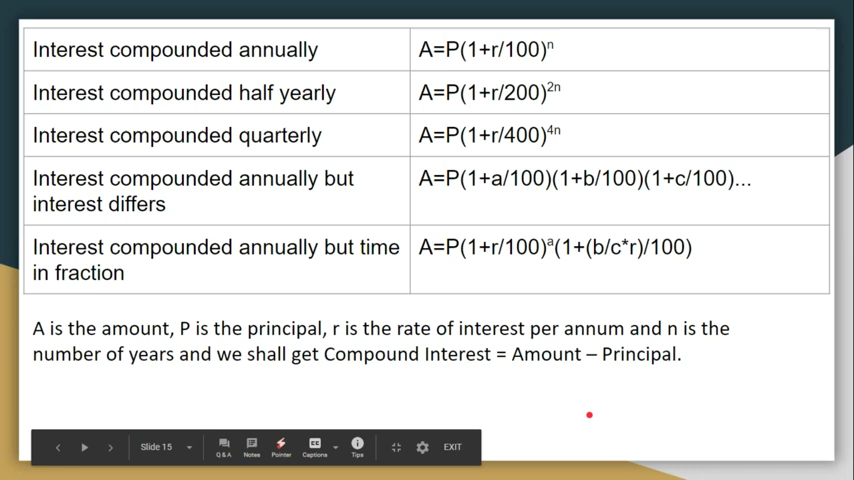 Interest compounded annually
A=P(1+r/100)ⁿ
Interest compounded half yearly
A=P(1+r/200)²ⁿ
Interest compounded quarterly
A=P(1+r/400)⁴ⁿ
Interest compounded annually but
interest differs
A=P(1+a/100)(1+b/100)(1+c/100)...
Interest compounded annually but time
in fraction
A=P(1+r/100)ᵃ(1+(b/c*r)/100)
A is the amount, P is the principal, r is the rate of interest per annum and n is the
number of years and we shall get Compound Interest = Amount – Principal.
Slide 15
Q & A
Notes
Pointer
CC
Captions
Tips
EXIT